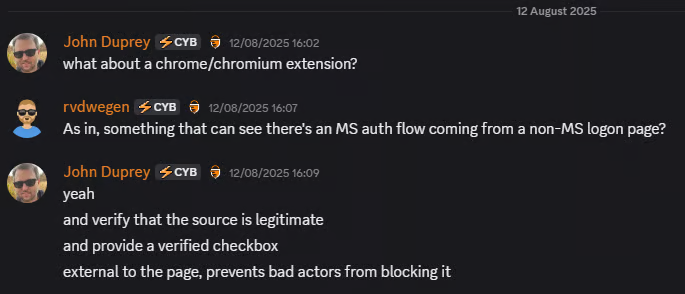 12 August 2025
John Duprey CYB 12/08/2025 16:02
what about a chrome/chromium extension?
rvdwegen CYB 12/08/2025 16:07
As in, something that can see there's an MS auth flow coming from a non-MS logon page?
John Duprey CYB 12/08/2025 16:09
yeah
and verify that the source is legitimate
and provide a verified checkbox
external to the page, prevents bad actors from blocking it